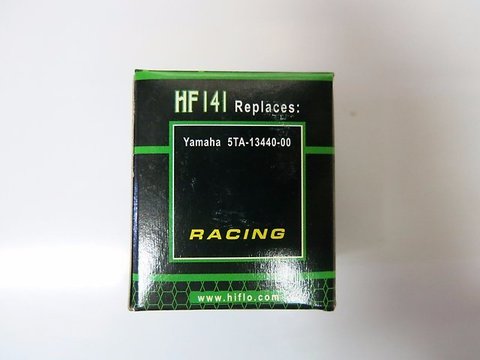 HF141 Replaces:
Yamaha 5TA-13440-00
RACING
www.hiflo.com